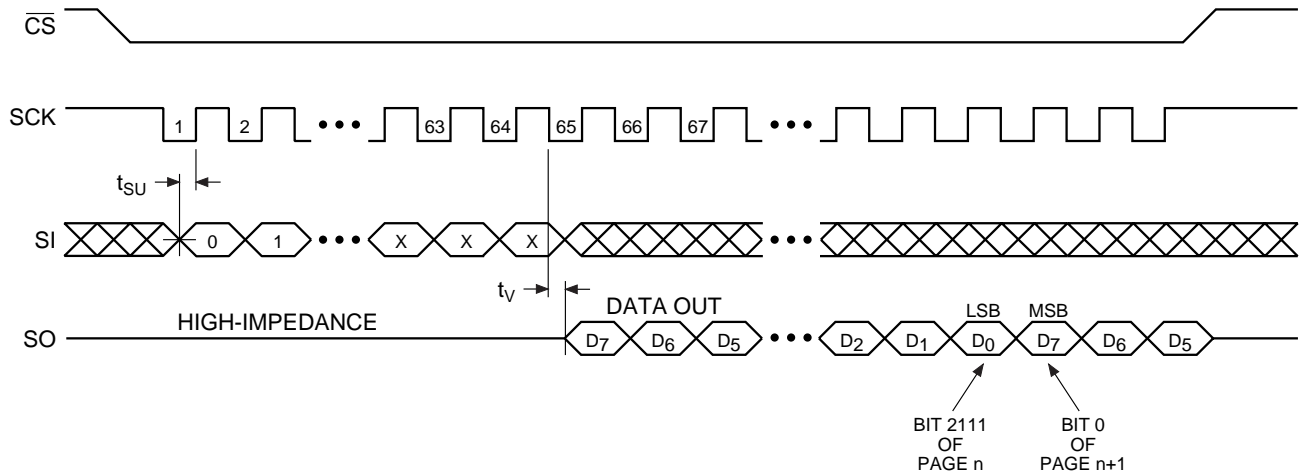 CS
SCK
1 2 63 64 65 66 67
tSU
SI
0 1 X X X
tV
DATA OUT
HIGH-IMPEDANCE
LSB MSB
SO
D7 D6 D5 D2 D1 D0 D7 D6 D5
BIT 2111
OF
PAGE n
BIT 0
OF
PAGE n+1